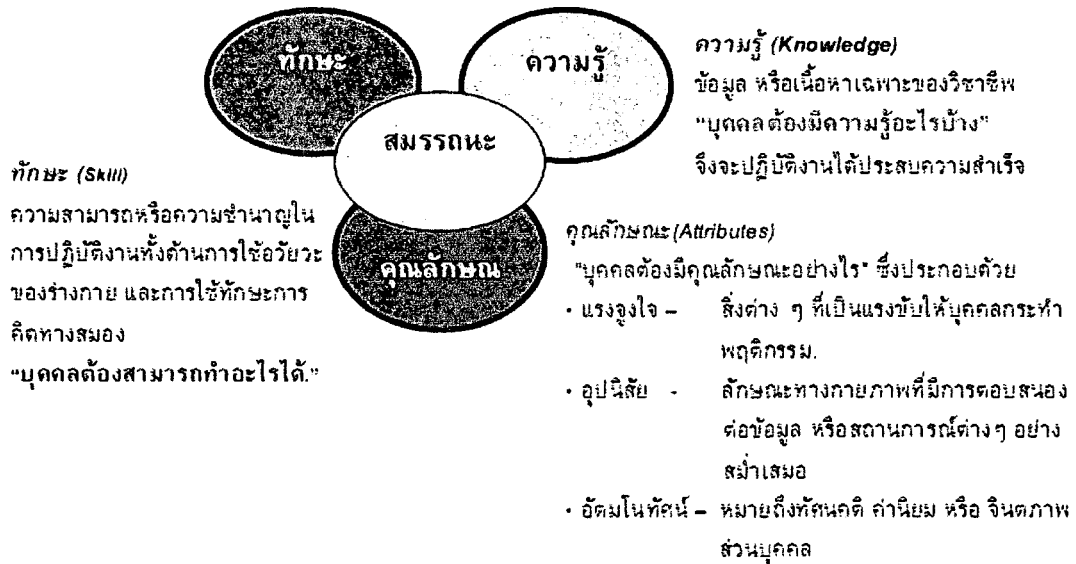 ทักษะ
ความรู้
สมรรถนะ
คุณลักษณ
ความรู้ (Knowledge)
ข้อมูล หรือเนื้อหาเฉพาะของวิชาชีพ
"บุคคลต้องมีความรู้อะไรบ้าง"
จึงจะปฏิบัติงานได้ประสบความสำเร็จ
ทักษะ (Skill)
ความสามารถหรือความชำนาญใน
การปฏิบัติงานทั้งด้านการใช้อวัยวะ
ของร่างกาย และการใช้ทักษะการ
คิดทางสมอง
"บุคคลต้องสามารถทำอะไรได้."
คุณลักษณะ(Attributes)
"บุคคลต้องมีคุณลักษณะอย่างไร" ซึ่งประกอบด้วย
· แรงจูงใจ – สิ่งต่าง ๆ ที่เป็นแรงขับให้บุคคลกระทำ
พฤติกรรม.
· อุปนิสัย - ลักษณะทางกายภาพที่มีการตอบสนอง
ต่อข้อมูล หรือสถานการณ์ต่างๆ อย่าง
สม่ำเสมอ
· อัตมโนทัศน์ – หมายถึงทัศนคติ ค่านิยม หรือ จินตภาพ
ส่วนบุคคล